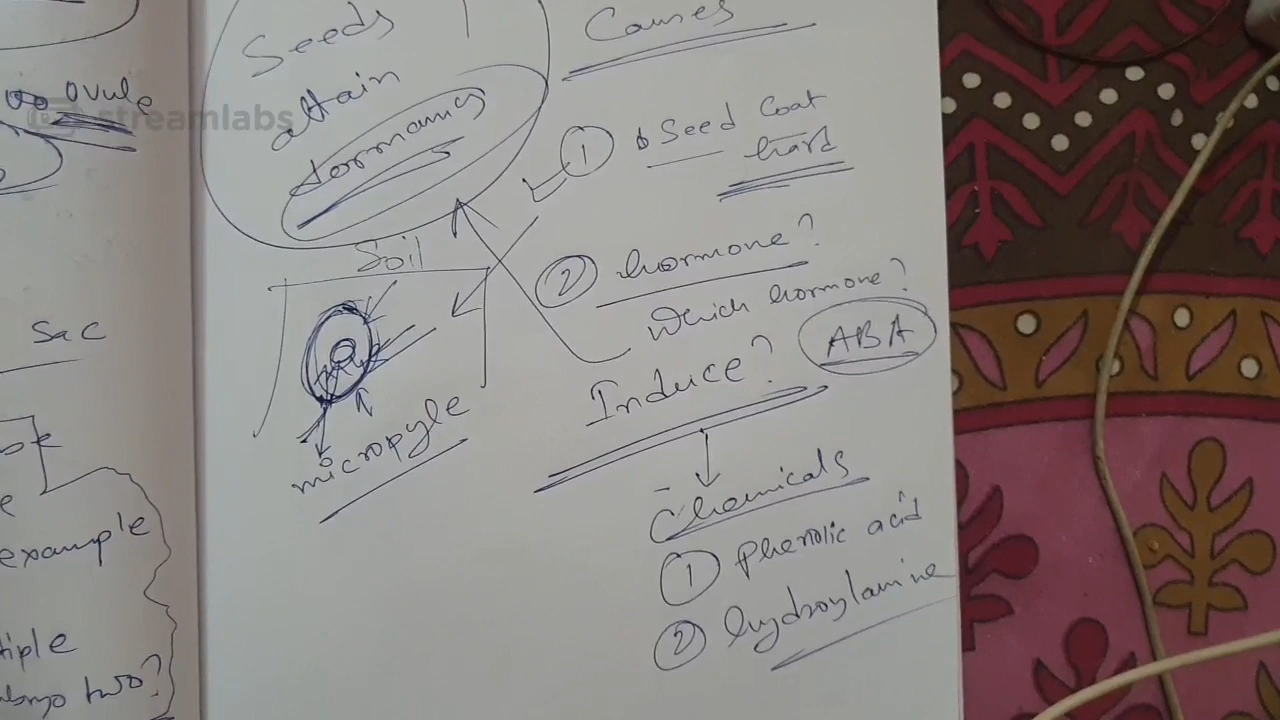 ovule
streamlabs
Sac
example
two?
Seeds
attain
dormancy
Soil
micropyle
Causes
① Seed Coat
hard
② hormone?
Which hormone?
Induce? ABA
Chemicals
① phenolic acid
② hydroxylamine